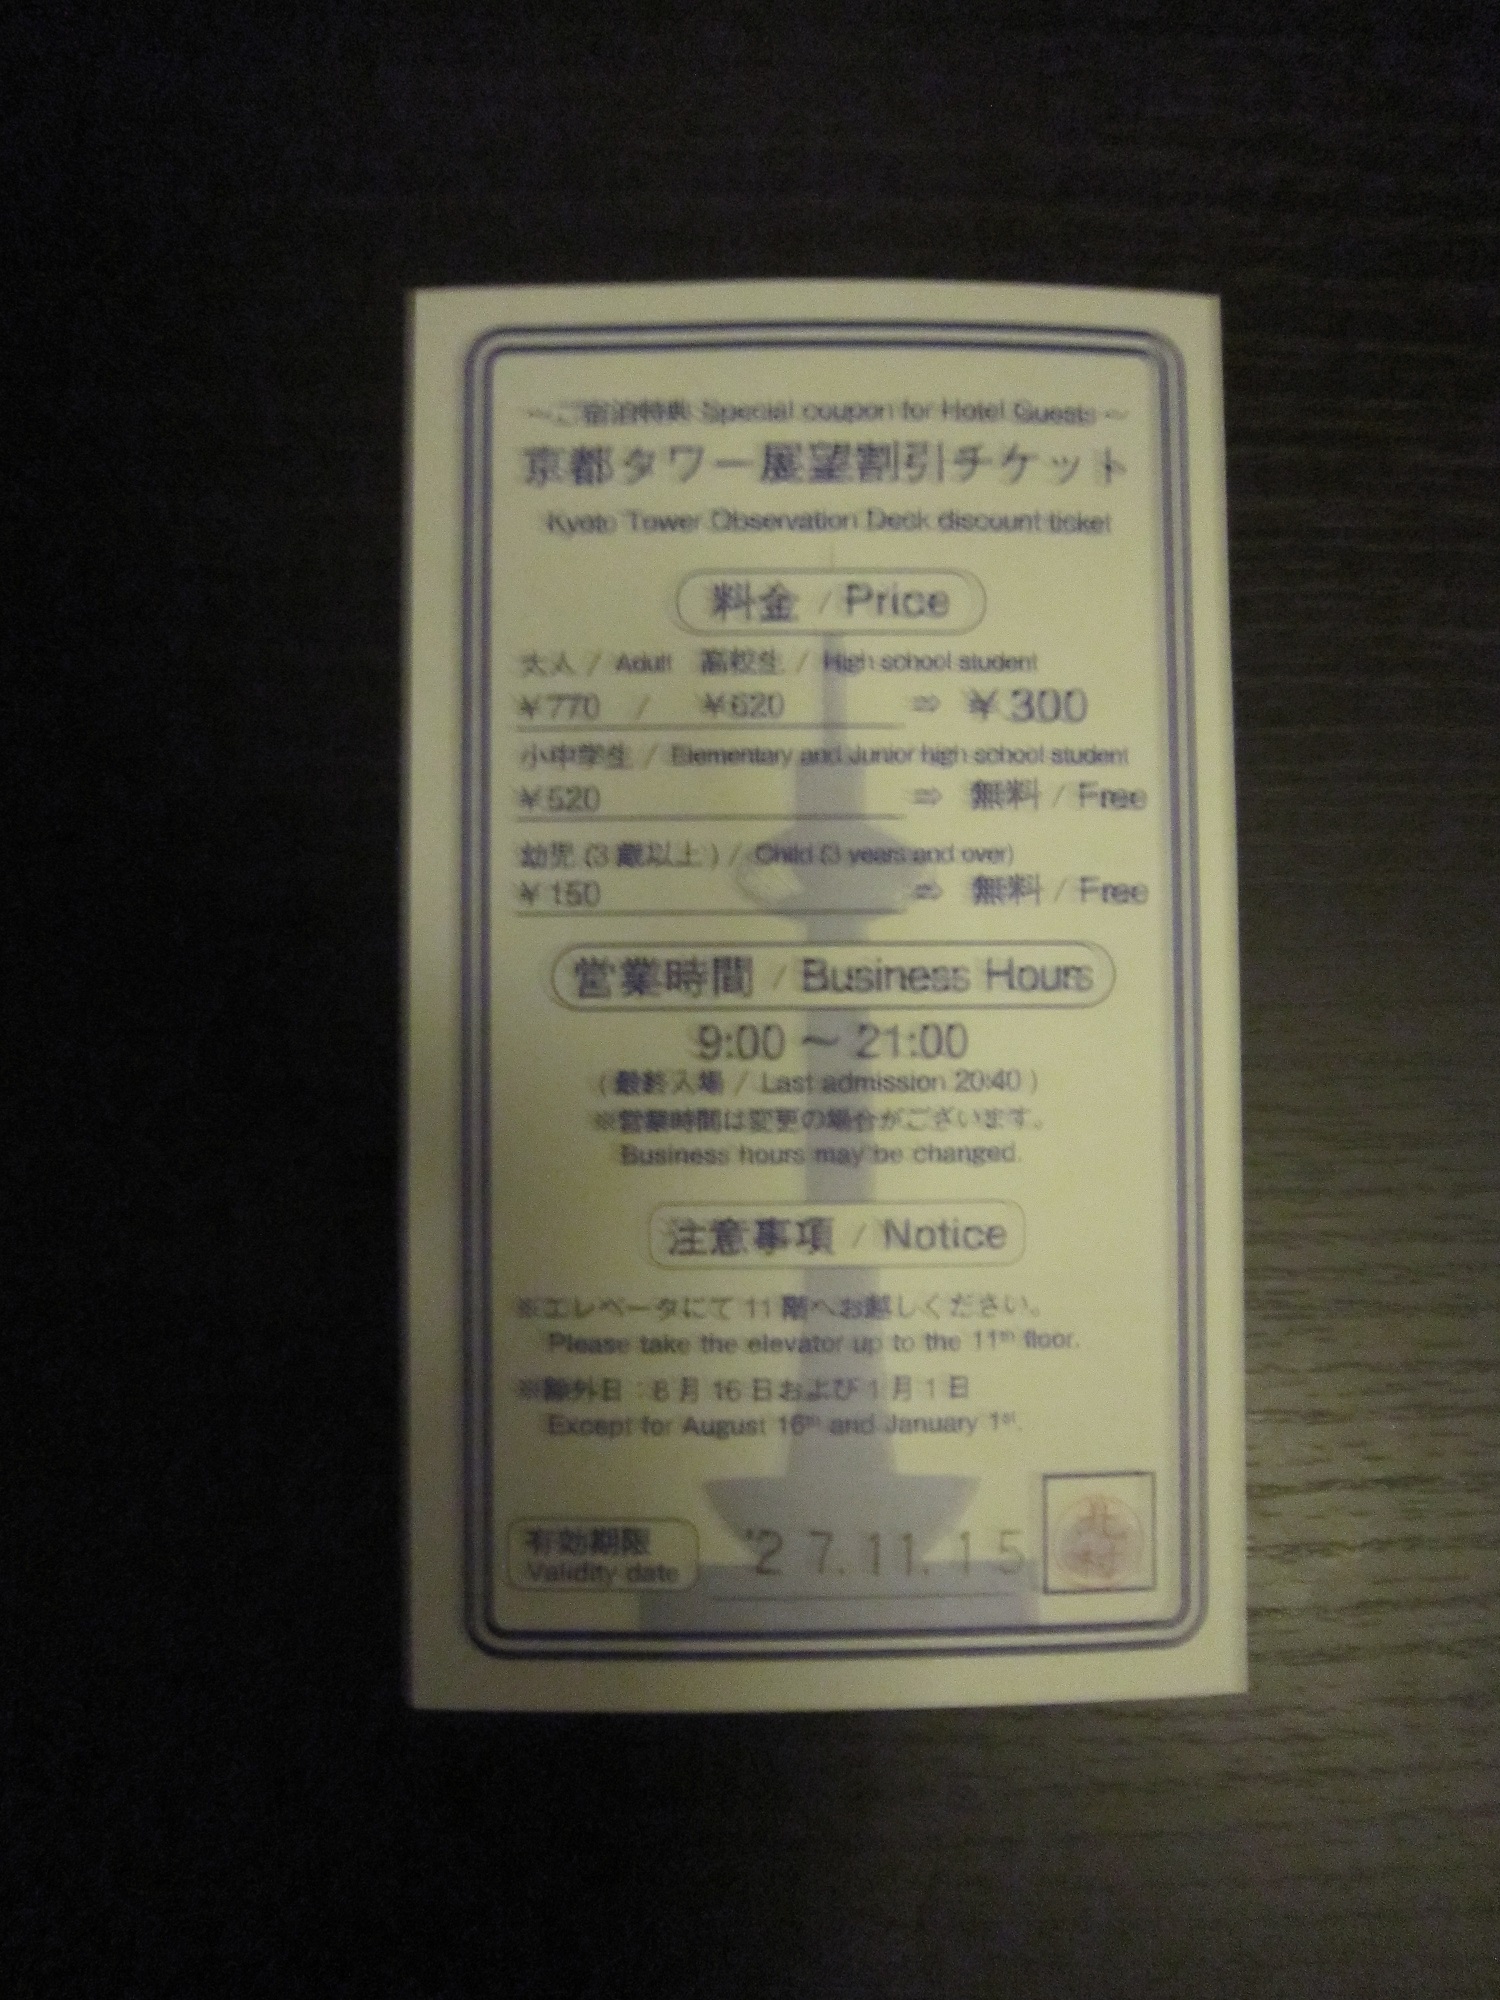 ～ご宿泊特典 Special coupon for Hotel Guests～
京都タワー展望割引チケット
Kyoto Tower Observation Deck discount ticket
料金 / Price
大人 / Adult 高校生 / High school student
¥770 / ¥620 ⇒ ¥300
小中学生 / Elementary and Junior high school student
¥520 ⇒ 無料 / Free
幼児 (3 歳以上) / Child (3 years and over)
¥150 ⇒ 無料 / Free
営業時間 / Business Hours
9:00 ～ 21:00
(最終入場 / Last admission 20:40)
※営業時間は変更の場合がございます。
Business hours may be changed.
注意事項 / Notice
※エレベータにて 11 階へお越しください。
Please take the elevator up to the 11th floor.
※除外日：8 月 16 日および 1 月 1 日
Except for August 16th and January 1st.
有効期限
Validity date
'27.11.15
北村